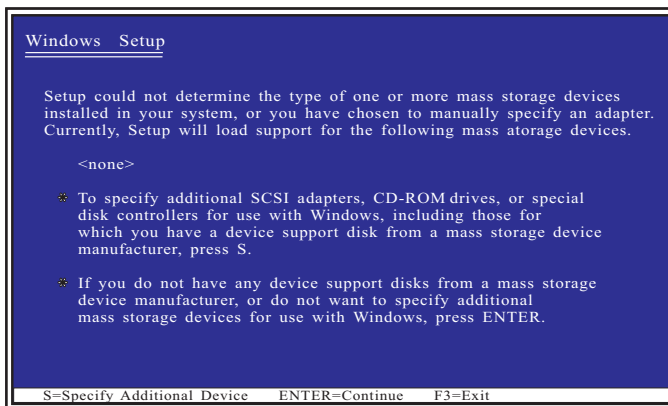 Windows Setup
Setup could not determine the type of one or more mass storage devices
installed in your system, or you have chosen to manually specify an adapter.
Currently, Setup will load support for the following mass atorage devices.
<none>
To specify additional SCSI adapters, CD-ROM drives, or special
disk controllers for use with Windows, including those for
which you have a device support disk from a mass storage device
manufacturer, press S.
If you do not have any device support disks from a mass storage
device manufacturer, or do not want to specify additional
mass storage devices for use with Windows, press ENTER.
S=Specify Additional Device ENTER=Continue F3=Exit